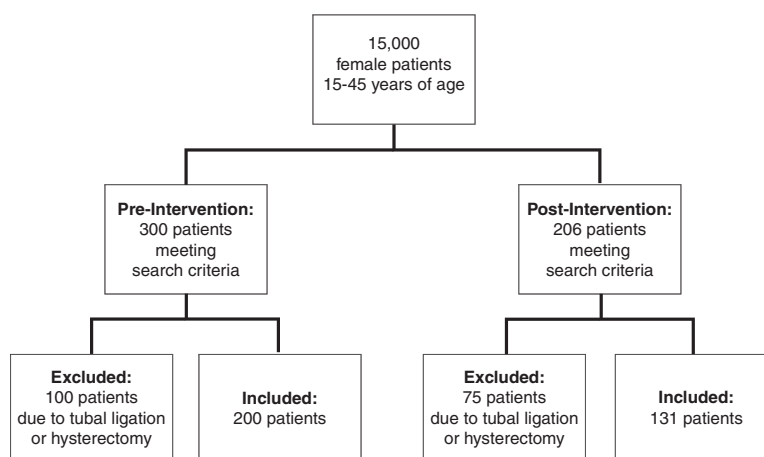 15,000
female patients
15-45 years of age
Pre-Intervention:
300 patients
meeting
search criteria
Post-Intervention:
206 patients
meeting
search criteria
Excluded:
100 patients
due to tubal ligation
or hysterectomy
Included:
200 patients
Excluded:
75 patients
due to tubal ligation
or hysterectomy
Included:
131 patients